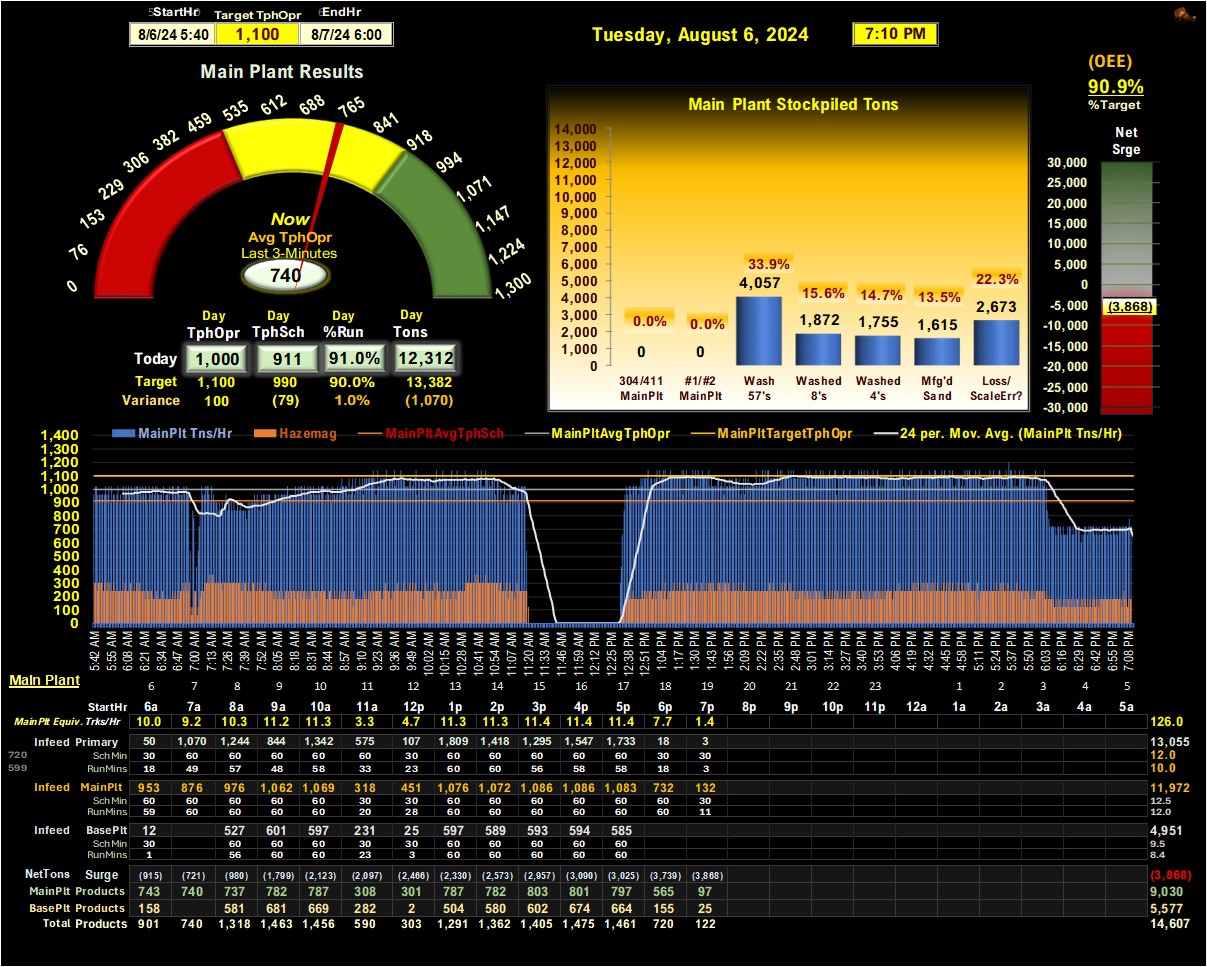 StartHr Target TphOpr EndHr
8/6/24 5:40 1,100 8/7/24 6:00
Tuesday, August 6, 2024 7:10 PM
(OEE)
90.9%
%Target
Main Plant Results
0 76 153 229 306 382 459 535 612 688 765 841 918 994 1,071 1,147 1,224 1,300
Now
Avg TphOpr
Last 3-Minutes
740
Day Day Day Day
TphOpr TphSch %Run Tons
Today 1,000 911 91.0% 12,312
Target 1,100 990 90.0% 13,382
Variance 100 (79) 1.0% (1,070)
Main Plant Stockpiled Tons
14,000
13,000
12,000
11,000
10,000
9,000
8,000
7,000
6,000
5,000
4,000
3,000
2,000
1,000
0
0.0% 0.0% 33.9% 15.6% 14.7% 13.5% 22.3%
0 0 4,057 1,872 1,755 1,615 2,673
304/411 #1/#2 Wash Washed Washed Mfg'd Loss/
MainPlt MainPlt 57's 8's 4's Sand ScaleErr?
Net
Srge
30,000
25,000
20,000
15,000
10,000
5,000
0
-5,000
-10,000
-15,000
-20,000
-25,000
-30,000
(3,868)
MainPlt Tns/Hr Hazemag MainPltAvgTphSch MainPltAvgTphOpr MainPltTargetTphOpr 24 per. Mov. Avg. (MainPlt Tns/Hr)
1,400
1,300
1,200
1,100
1,000
900
800
700
600
500
400
300
200
100
0
5:42 AM 5:55 AM 6:08 AM 6:21 AM 6:34 AM 6:47 AM 7:00 AM 7:13 AM 7:26 AM 7:39 AM 7:52 AM 8:05 AM 8:18 AM 8:31 AM 8:44 AM 8:57 AM 9:10 AM 9:23 AM 9:36 AM 9:49 AM 10:02 AM 10:15 AM 10:28 AM 10:41 AM 10:54 AM 11:07 AM 11:20 AM 11:33 AM 11:46 AM 11:59 AM 12:12 PM 12:25 PM 12:38 PM 12:51 PM 1:04 PM 1:17 PM 1:30 PM 1:43 PM 1:56 PM 2:09 PM 2:22 PM 2:35 PM 2:48 PM 3:01 PM 3:14 PM 3:27 PM 3:40 PM 3:53 PM 4:06 PM 4:19 PM 4:32 PM 4:45 PM 4:58 PM 5:11 PM 5:24 PM 5:37 PM 5:50 PM 6:03 PM 6:16 PM 6:29 PM 6:42 PM 6:55 PM 7:08 PM
Main Plant
6 7 8 9 10 11 12 13 14 15 16 17 18 19 20 21 22 23 1 2 3 4 5
StartHr 6a 7a 8a 9a 10a 11a 12p 1p 2p 3p 4p 5p 6p 7p 8p 9p 10p 11p 12a 1a 2a 3a 4a 5a
MainPlt Equiv. Trks/Hr 10.0 9.2 10.3 11.2 11.3 3.3 4.7 11.3 11.3 11.4 11.4 11.4 7.7 1.4 126.0
Infeed Primary 50 1,070 1,244 844 1,342 575 107 1,809 1,418 1,295 1,547 1,733 18 3 13,055
720 SchMin 30 60 60 60 60 60 30 60 60 60 60 60 30 30 12.0
599 RunMins 18 49 57 48 58 33 23 60 60 56 58 58 18 3 10.0
Infeed MainPlt 953 876 976 1,062 1,069 318 451 1,076 1,072 1,086 1,086 1,083 732 132 11,972
SchMin 60 60 60 60 60 30 30 60 60 60 60 60 60 30 12.5
RunMins 59 60 60 60 60 20 28 60 60 60 60 60 60 11 12.0
Infeed BasePlt 12 527 601 597 231 25 597 589 593 594 585 4,951
SchMin 30 60 60 60 30 30 60 60 60 60 60 9.5
RunMins 1 56 60 60 23 3 60 60 60 60 60 8.4
NetTons Surge (915) (721) (980) (1,799) (2,123) (2,097) (2,466) (2,330) (2,573) (2,957) (3,090) (3,025) (3,739) (3,868) (3,868)
MainPlt Products 743 740 737 782 787 308 301 787 782 803 801 797 565 97 9,030
BasePlt Products 158 581 681 669 282 2 504 580 602 674 664 155 25 5,577
Total Products 901 740 1,318 1,463 1,456 590 303 1,291 1,362 1,405 1,475 1,461 720 122 14,607